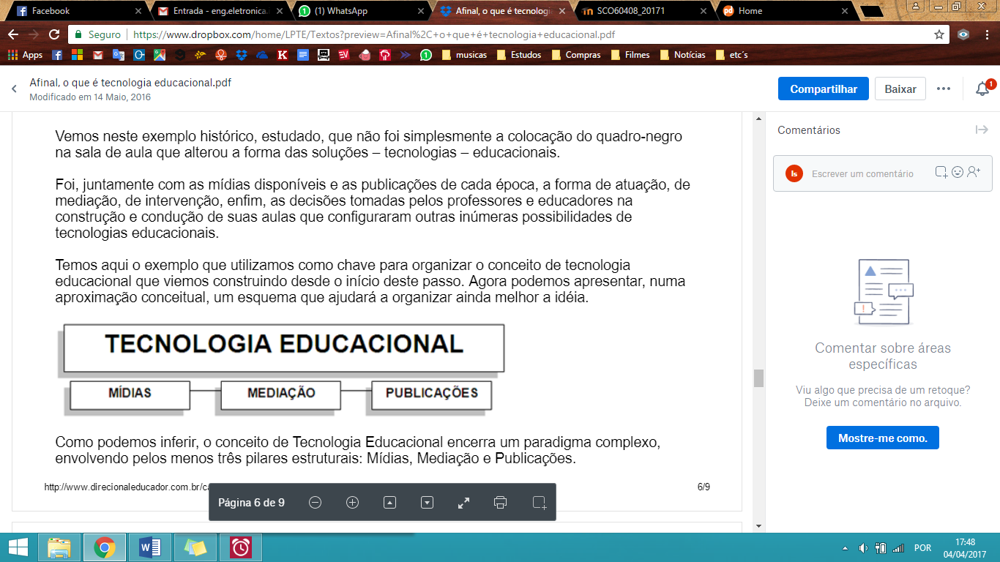 Facebook
Entrada - eng.eletronica.
(1) WhatsApp
Afinal, o que é tecnologi
SCO60408_20171
Home
Seguro
https://www.dropbox.com/home/LPTE/Textos?preview=Afinal%2C+o+que+é+tecnologia+educacional.pdf
Apps
musicas
Estudos
Compras
Filmes
Notícias
etc´s
Afinal, o que é tecnologia educacional.pdf
Modificado em 14 Maio, 2016
Compartilhar
Baixar
1
Vemos neste exemplo histórico, estudado, que não foi simplesmente a colocação do quadro-negro
na sala de aula que alterou a forma das soluções – tecnologias – educacionais.
Foi, juntamente com as mídias disponíveis e as publicações de cada época, a forma de atuação, de
mediação, de intervenção, enfim, as decisões tomadas pelos professores e educadores na
construção e condução de suas aulas que configuraram outras inúmeras possibilidades de
tecnologias educacionais.
Temos aqui o exemplo que utilizamos como chave para organizar o conceito de tecnologia
educacional que viemos construindo desde o início deste passo. Agora podemos apresentar, numa
aproximação conceitual, um esquema que ajudará a organizar ainda melhor a idéia.
TECNOLOGIA EDUCACIONAL
MÍDIAS
MEDIAÇÃO
PUBLICAÇÕES
Como podemos inferir, o conceito de Tecnologia Educacional encerra um paradigma complexo,
envolvendo pelos menos três pilares estruturais: Mídias, Mediação e Publicações.
http://www.direcionaleducador.com.br/ca
6/9
Página 6 de 9
Comentários
Is
Escrever um comentário
Comentar sobre áreas
específicas
Viu algo que precisa de um retoque?
Deixe um comentário no arquivo.
Mostre-me como.
POR
17:48
04/04/2017